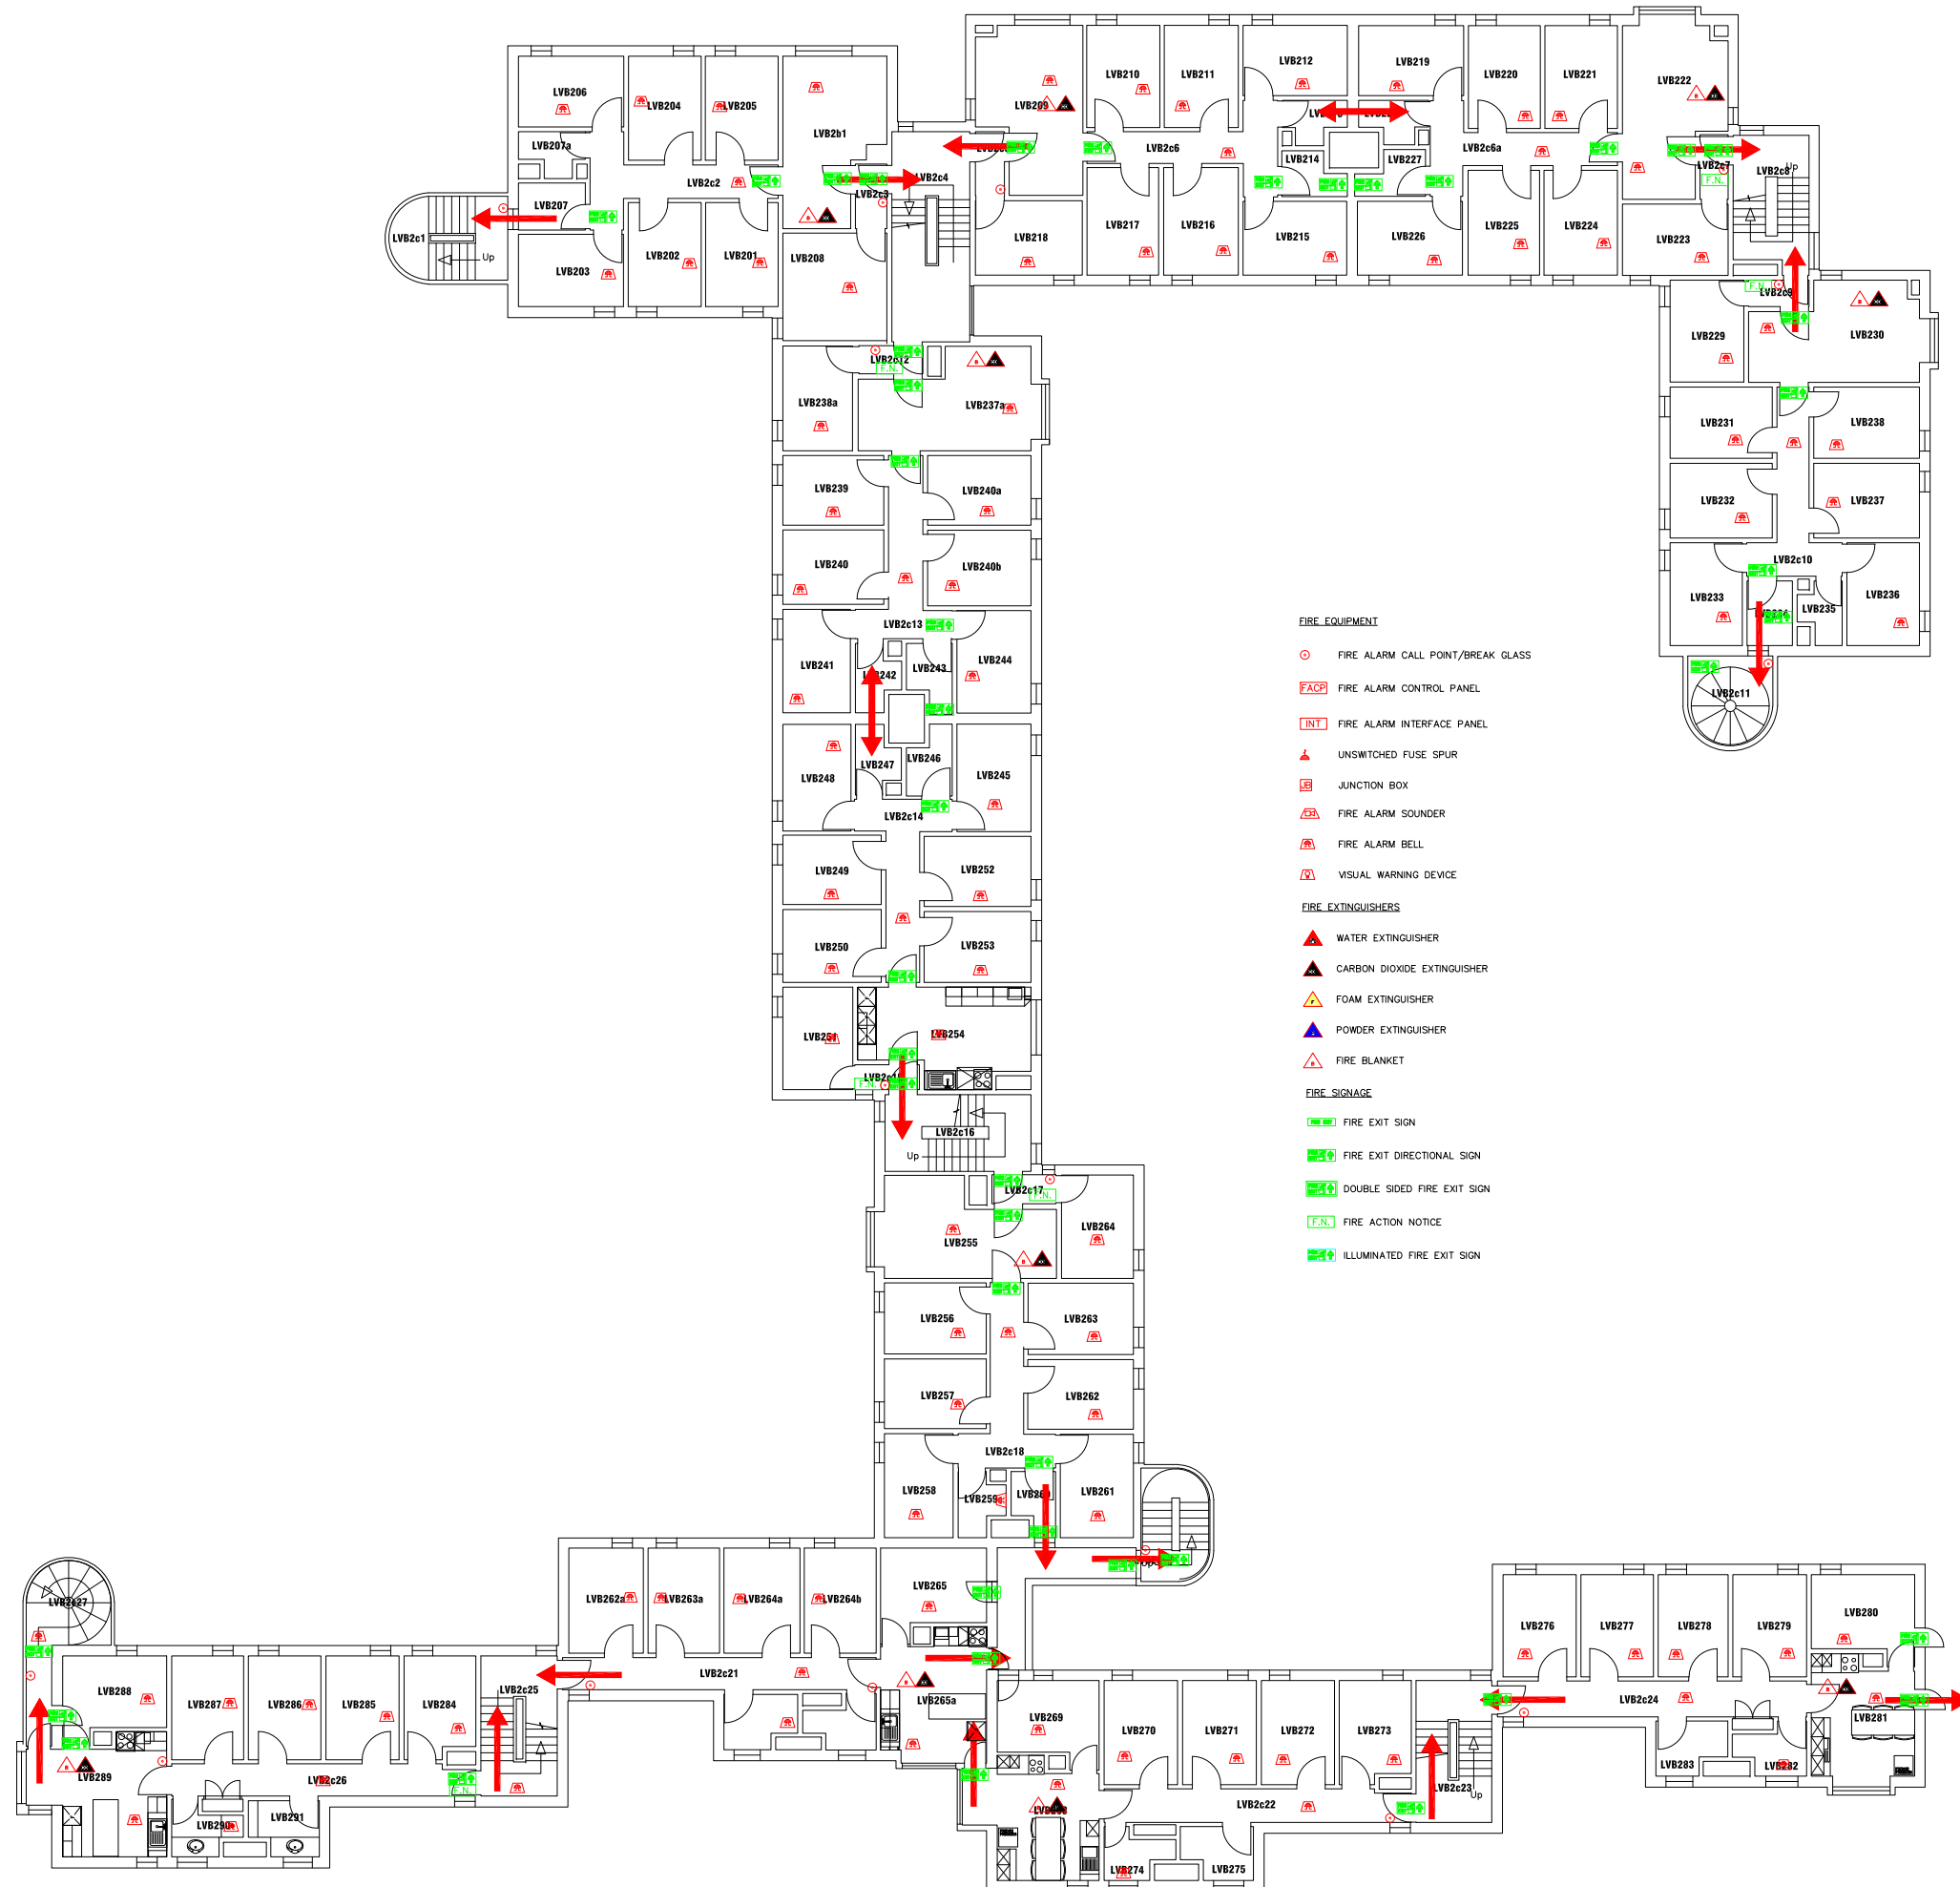 LVB206
LVB204
LVB205
LVB2b1
LVB207a
LVB2c2
LVB207
LVB2c3
LVB2c4
LVB2c1
Up
LVB203
LVB202
LVB201
LVB208
LVB209
LVB210
LVB211
LVB212
LVB219
LVB220
LVB221
LVB222
LVB2c6
LVB214
LVB227
LVB2c6a
LVB2c7
LVB2c8
Up
F.N.
LVB218
LVB217
LVB216
LVB215
LVB226
LVB225
LVB224
LVB223
F.N.
LVB2c9
LVB229
LVB230
LVB231
LVB238
LVB232
LVB237
LVB2c10
LVB233
LVB235
LVB236
LVB2c11
LVB2c12
F.N.
LVB238a
LVB237a
LVB239
LVB240a
LVB240
LVB240b
LVB2c13
LVB241
LVB242
LVB243
LVB244
LVB248
LVB247
LVB246
LVB245
LVB2c14
LVB249
LVB252
LVB250
LVB253
LVB251
LVB254
F.N.
LVB2c16
Up
LVB2c17
F.N.
LVB255
LVB264
LVB256
LVB263
LVB257
LVB262
LVB2c18
LVB258
LVB259
LVB261
FIRE EQUIPMENT
FIRE ALARM CALL POINT/BREAK GLASS
FACP FIRE ALARM CONTROL PANEL
INT FIRE ALARM INTERFACE PANEL
UNSWITCHED FUSE SPUR
JB JUNCTION BOX
FIRE ALARM SOUNDER
FIRE ALARM BELL
VISUAL WARNING DEVICE
FIRE EXTINGUISHERS
WATER EXTINGUISHER
CARBON DIOXIDE EXTINGUISHER
F FOAM EXTINGUISHER
POWDER EXTINGUISHER
B FIRE BLANKET
FIRE SIGNAGE
FIRE EXIT SIGN
FIRE EXIT DIRECTIONAL SIGN
DOUBLE SIDED FIRE EXIT SIGN
F.N. FIRE ACTION NOTICE
ILLUMINATED FIRE EXIT SIGN
LVB262a
LVB263a
LVB264a
LVB264b
LVB265
LVB2c21
LVB265a
LVB2c27
LVB288
LVB287
LVB286
LVB285
LVB284
LVB2c25
LVB289
LVB2c26
F.N.
LVB290
LVB291
LVB269
LVB270
LVB271
LVB272
LVB273
LVB2c23
Up
LVB2c22
LVB274
LVB275
LVB276
LVB277
LVB278
LVB279
LVB280
LVB2c24
LVB281
LVB283
LVB282